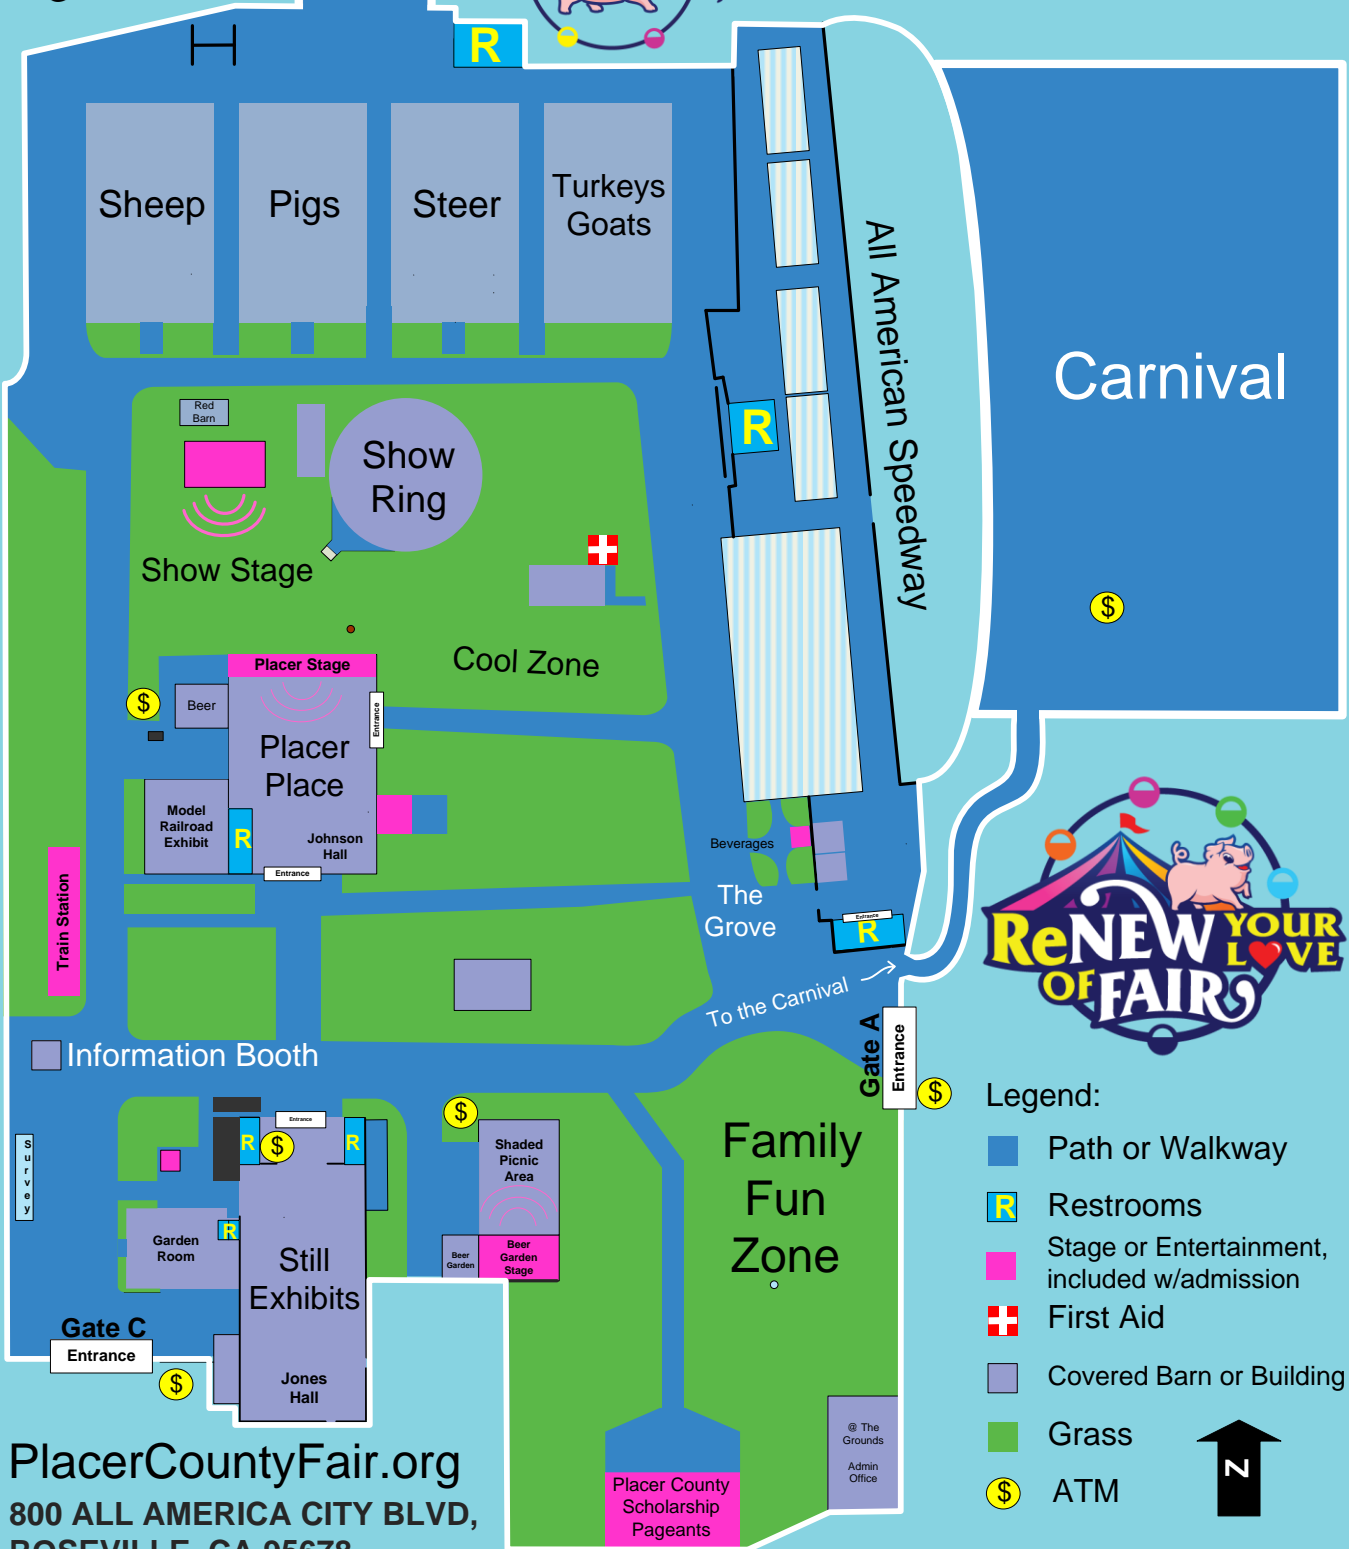 R
Sheep
Pigs
Steer
Turkeys
Goats
All American Speedway
Carnival
Red
Barn
Show
Ring
R
Show Stage
$
Cool Zone
Placer Stage
$
Beer
Entrance
Placer
Place
Model
Railroad
Exhibit
R
Johnson
Hall
Entrance
Beverages
The
Grove
Entrance
R
Train Station
To the Carnival
ReNEW YOUR
LOVE
OF FAIR
Information Booth
Gate A
Entrance
$
Survey
Entrance
R
$
R
$
Shaded
Picnic
Area
Garden
Room
R
Still
Exhibits
Beer
Garden
Beer
Garden
Stage
Family
Fun
Zone
Gate C
Entrance
$
Jones
Hall
@ The
Grounds
Admin
Office
Placer County
Scholarship
Pageants
Legend:
Path or Walkway
R
Restrooms
Stage or Entertainment,
included w/admission
First Aid
Covered Barn or Building
Grass
$
ATM
N
PlacerCountyFair.org
800 ALL AMERICA CITY BLVD,
ROSEVILLE, CA 95678